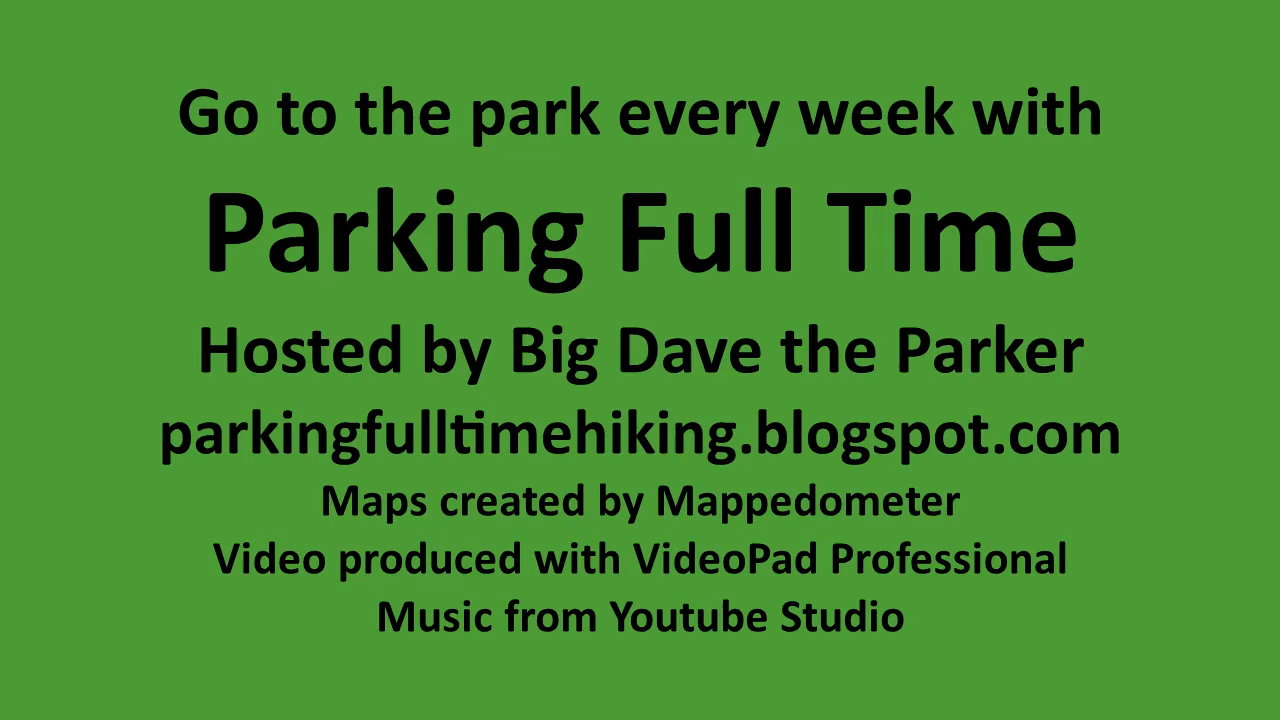 Go to the park every week with
Parking Full Time
Hosted by Big Dave the Parker
parkingfulltimehiking.blogspot.com
Maps created by Mappedometer
Video produced with VideoPad Professional
Music from Youtube Studio